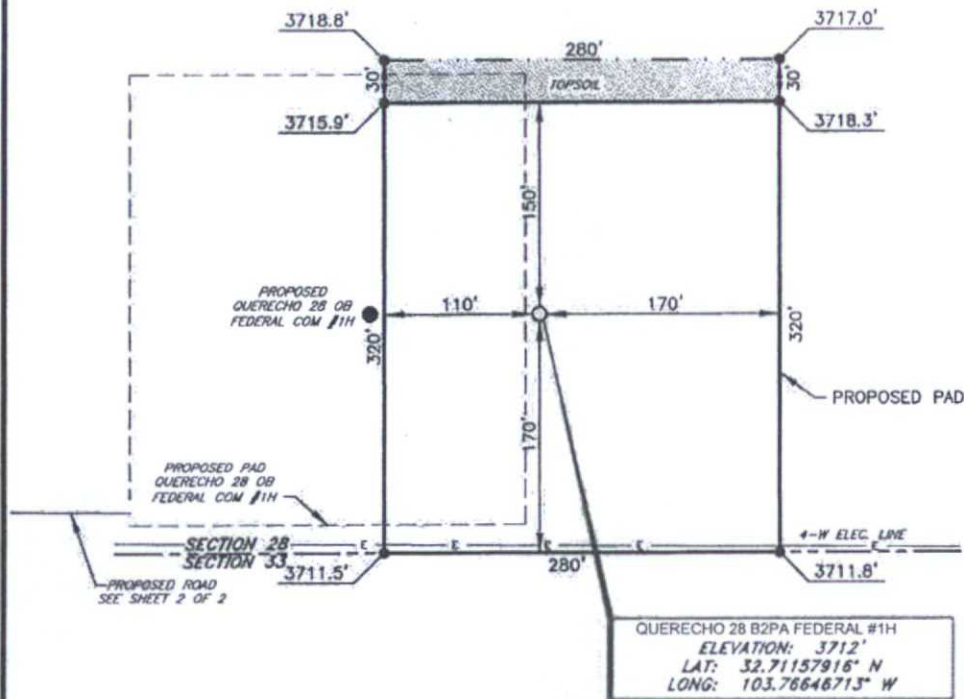 3718.8'
3717.0'
280'
30'
TOPSOIL
30'
3715.9'
3718.3'
150'
PROPOSED
QUERECHO 28 OB
FEDERAL COM #1H
110'
170'
320'
320'
PROPOSED PAD
170'
PROPOSED PAD
QUERECHO 28 OB
FEDERAL COM #1H
SECTION 28
E E E E
4-W ELEC. LINE
E
SECTION 33
3711.5'
280'
3711.8'
PROPOSED ROAD
SEE SHEET 2 OF 2
QUERECHO 28 B2PA FEDERAL #1H
ELEVATION: 3712'
LAT: 32.71157916° N
LONG: 103.76646713° W